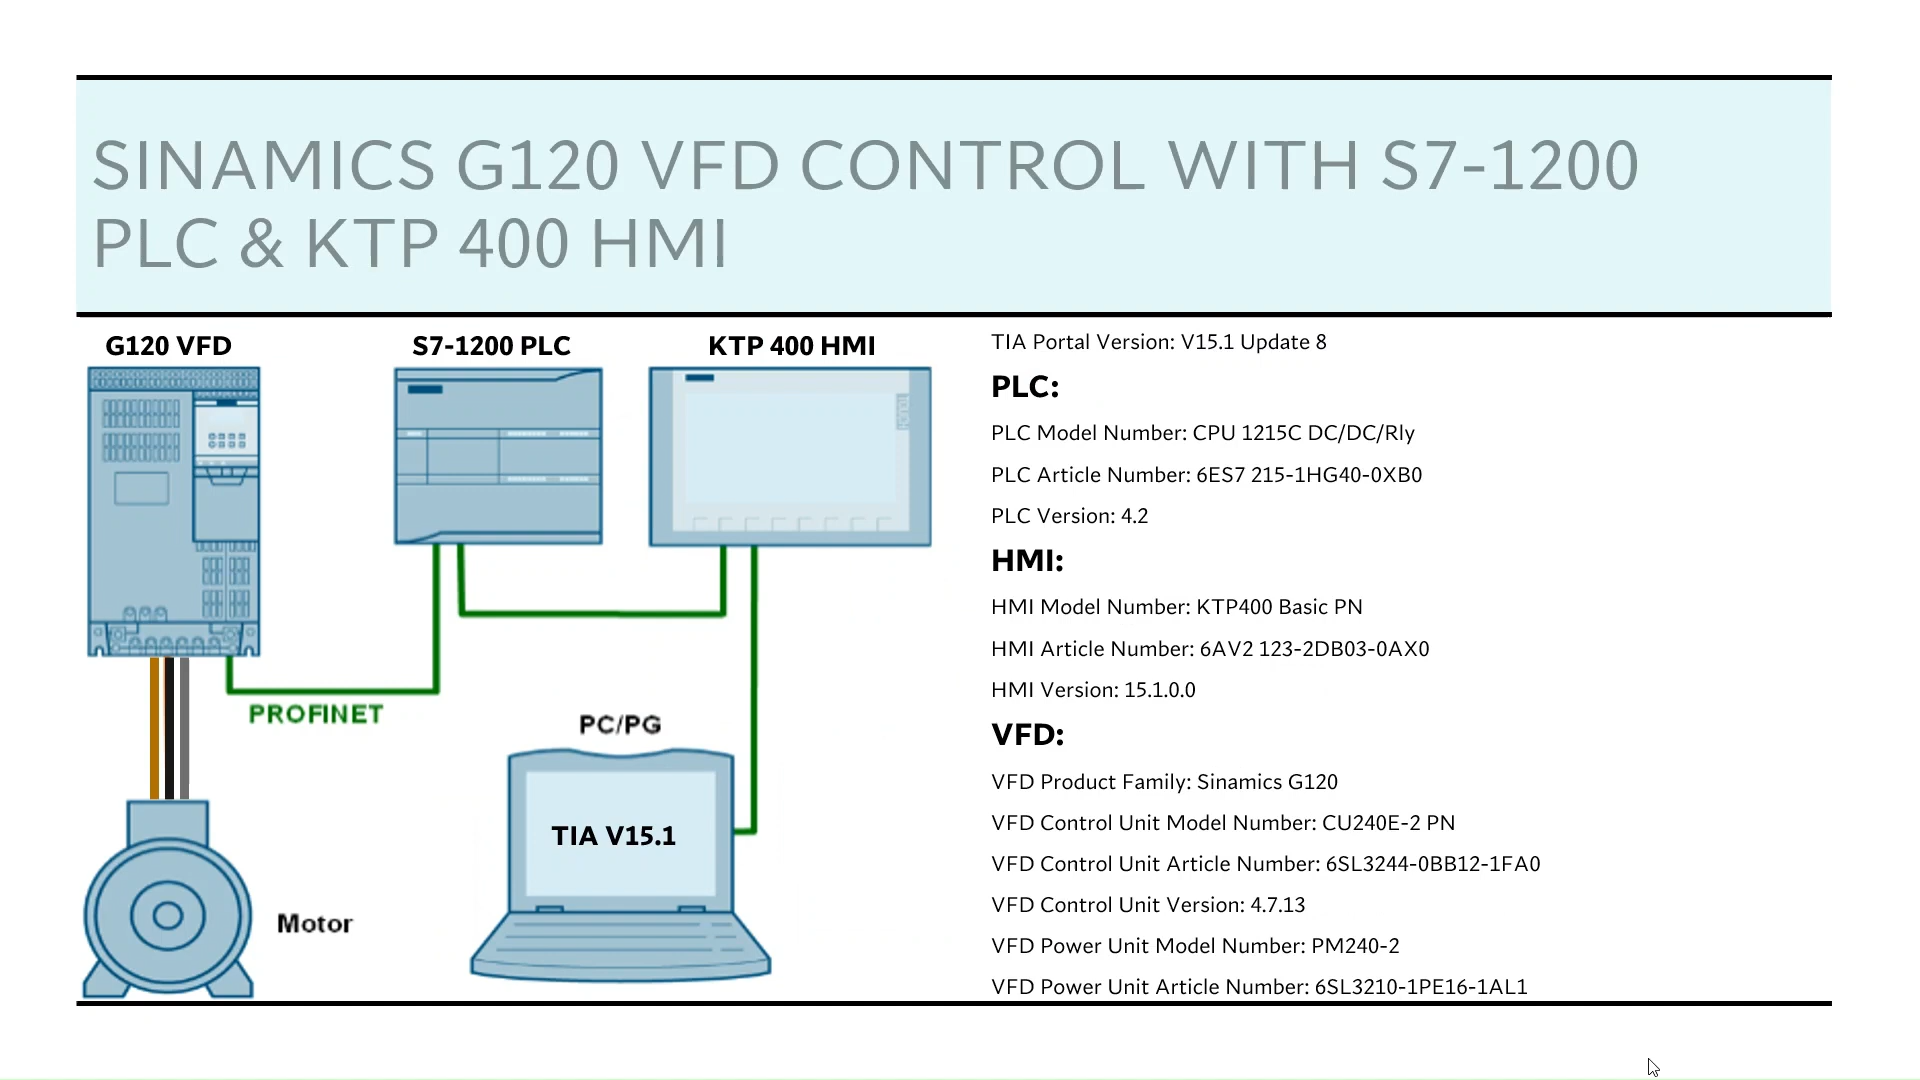 SINAMICS G120 VFD CONTROL WITH S7-1200
PLC & KTP 400 HMI
G120 VFD
S7-1200 PLC
KTP 400 HMI
PROFINET
PC/PG
TIA V15.1
Motor
TIA Portal Version: V15.1 Update 8
PLC:
PLC Model Number: CPU 1215C DC/DC/Rly
PLC Article Number: 6ES7 215-1HG40-0XB0
PLC Version: 4.2
HMI:
HMI Model Number: KTP400 Basic PN
HMI Article Number: 6AV2 123-2DB03-0AX0
HMI Version: 15.1.0.0
VFD:
VFD Product Family: Sinamics G120
VFD Control Unit Model Number: CU240E-2 PN
VFD Control Unit Article Number: 6SL3244-0BB12-1FA0
VFD Control Unit Version: 4.7.13
VFD Power Unit Model Number: PM240-2
VFD Power Unit Article Number: 6SL3210-1PE16-1AL1